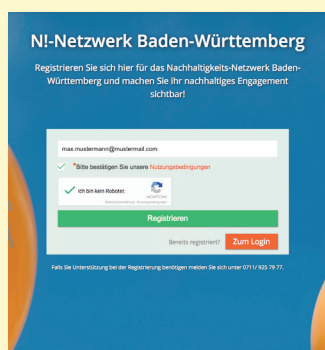 N!-Netzwerk Baden-Württemberg
Registrieren Sie sich hier für das Nachhaltigkeits-Netzwerk Baden-
Württemberg und machen Sie ihr nachhaltiges Engagement
sichtbar!
max.mustermann@mustermail.com
*Bitte bestätigen Sie unsere Nutzungsbedingungen
Ich bin kein Roboter.
reCAPTCHA
Datenschutzerklärung - Nutzungsbedingungen
Registrieren
Bereits registriert? Zum Login
Falls Sie Unterstützung bei der Registrierung benötigen melden Sie sich unter 0711/ 925 79 77.